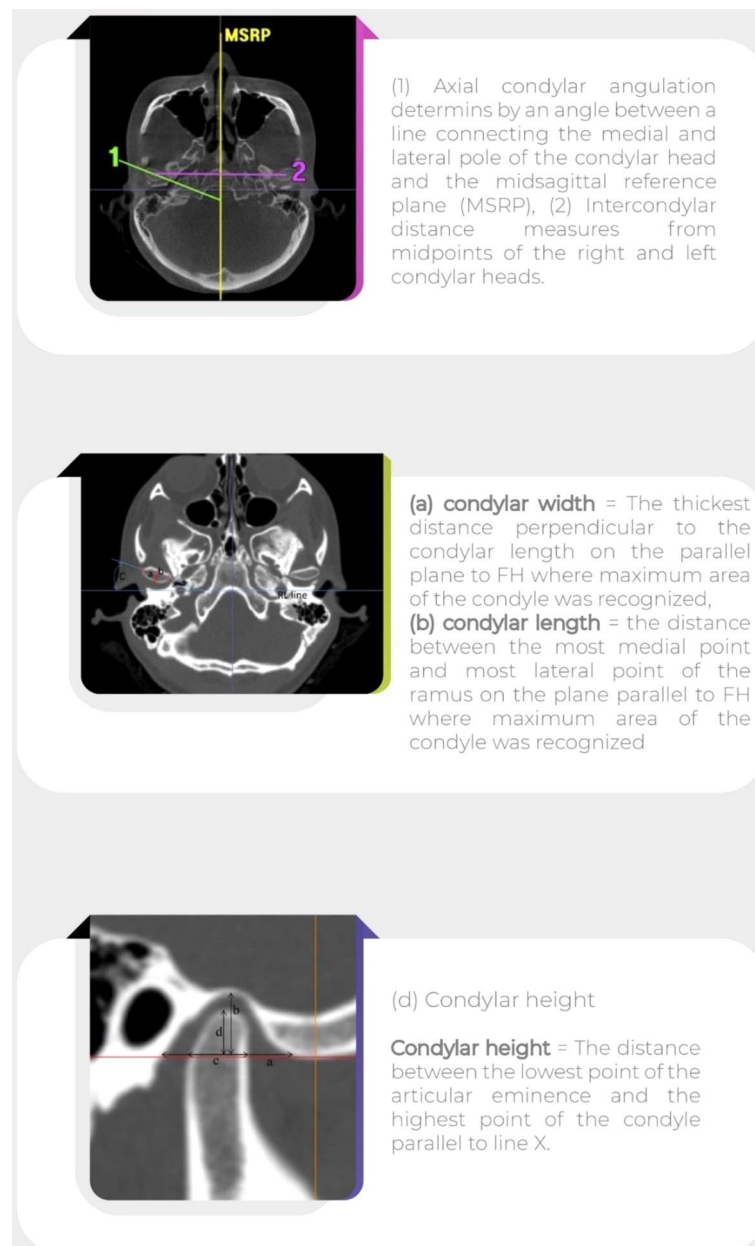 MSRP
1
2
(1) Axial condylar angulation
determins by an angle between a
line connecting the medial and
lateral pole of the condylar head
and the midsagittal reference
plane (MSRP), (2) Intercondylar
distance measures from
midpoints of the right and left
condylar heads.
C a b
RL line
(a) condylar width = The thickest
distance perpendicular to the
condylar length on the parallel
plane to FH where maximum area
of the condyle was recognized,
(b) condylar length = the distance
between the most medial point
and most lateral point of the
ramus on the plane parallel to FH
where maximum area of the
condyle was recognized
b
d
c
a
(d) Condylar height
Condylar height = The distance
between the lowest point of the
articular eminence and the
highest point of the condyle
parallel to line X.